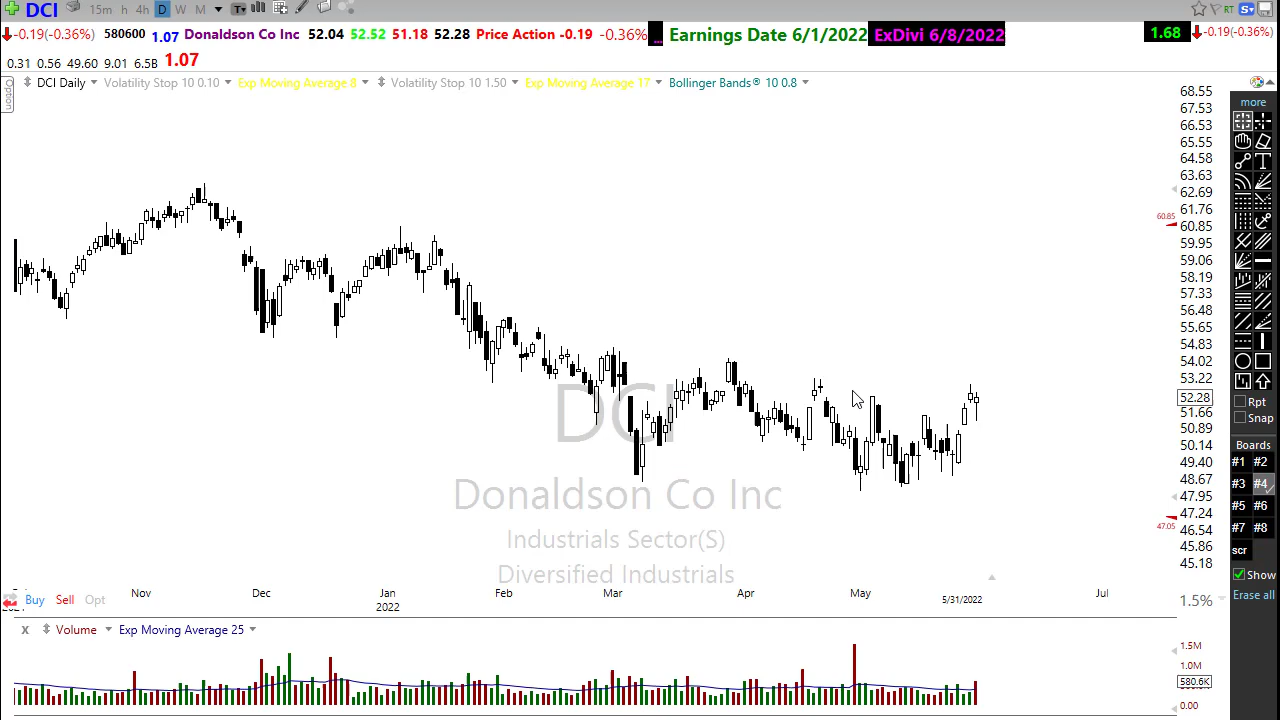 DCI 15m h 4h D W M T RT S
-0.19(-0.36%) 580600 1.07 Donaldson Co Inc 52.04 52.52 51.18 52.28 Price Action -0.19 -0.36% ... Earnings Date 6/1/2022 ExDivi 6/8/2022 1.68 -0.19(-0.36%)
0.31 0.56 49.60 9.01 6.5B 1.07
DCI Daily Volatility Stop 10 0.10 Exp Moving Average 8 Volatility Stop 10 1.50 Exp Moving Average 17 Bollinger Bands® 10 0.8
Option
68.55
67.53
66.53
65.55
64.58
63.63
62.69
61.76
60.85
60.85
59.95
59.06
58.19
57.33
56.48
55.65
54.83
54.02
53.22
52.28
51.66
50.89
50.14
49.40
48.67
47.95
47.24
47.05
46.54
45.86
45.18
DCI
Donaldson Co Inc
Industrials Sector(S)
Diversified Industrials
Nov Dec Jan Feb Mar Apr May 5/31/2022 Jul
2022
Buy Sell Opt
1.5%
X Volume Exp Moving Average 25
1.5M
1.0M
580.6K
0.00
more
Rpt
Snap
Boards
#1 #2
#3 #4
#5 #6
#7 #8
scr
Show
Erase all